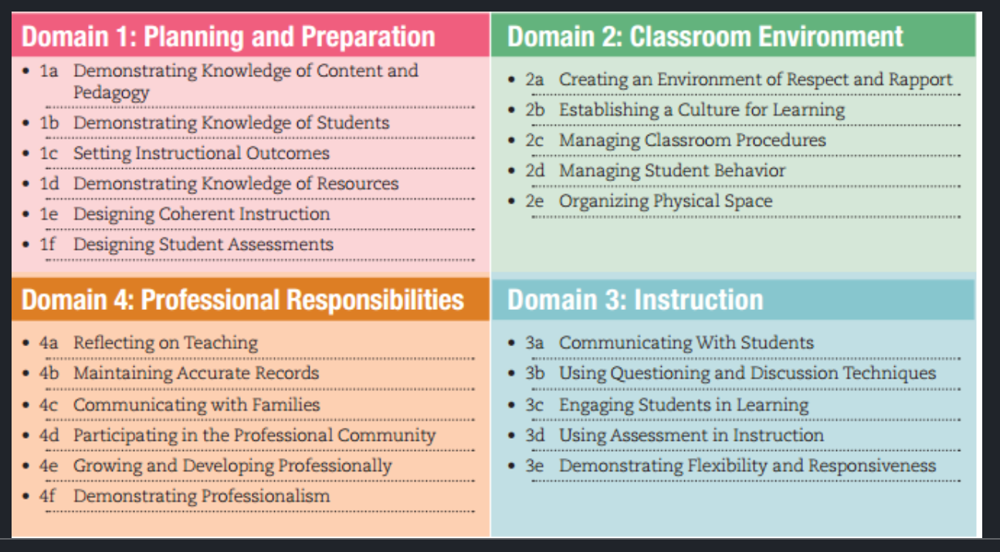 Domain 1: Planning and Preparation
• 1a Demonstrating Knowledge of Content and
Pedagogy
• 1b Demonstrating Knowledge of Students
• 1c Setting Instructional Outcomes
• 1d Demonstrating Knowledge of Resources
• 1e Designing Coherent Instruction
• 1f Designing Student Assessments
Domain 2: Classroom Environment
• 2a Creating an Environment of Respect and Rapport
• 2b Establishing a Culture for Learning
• 2c Managing Classroom Procedures
• 2d Managing Student Behavior
• 2e Organizing Physical Space
Domain 4: Professional Responsibilities
• 4a Reflecting on Teaching
• 4b Maintaining Accurate Records
• 4c Communicating with Families
• 4d Participating in the Professional Community
• 4e Growing and Developing Professionally
• 4f Demonstrating Professionalism
Domain 3: Instruction
• 3a Communicating With Students
• 3b Using Questioning and Discussion Techniques
• 3c Engaging Students in Learning
• 3d Using Assessment in Instruction
• 3e Demonstrating Flexibility and Responsiveness